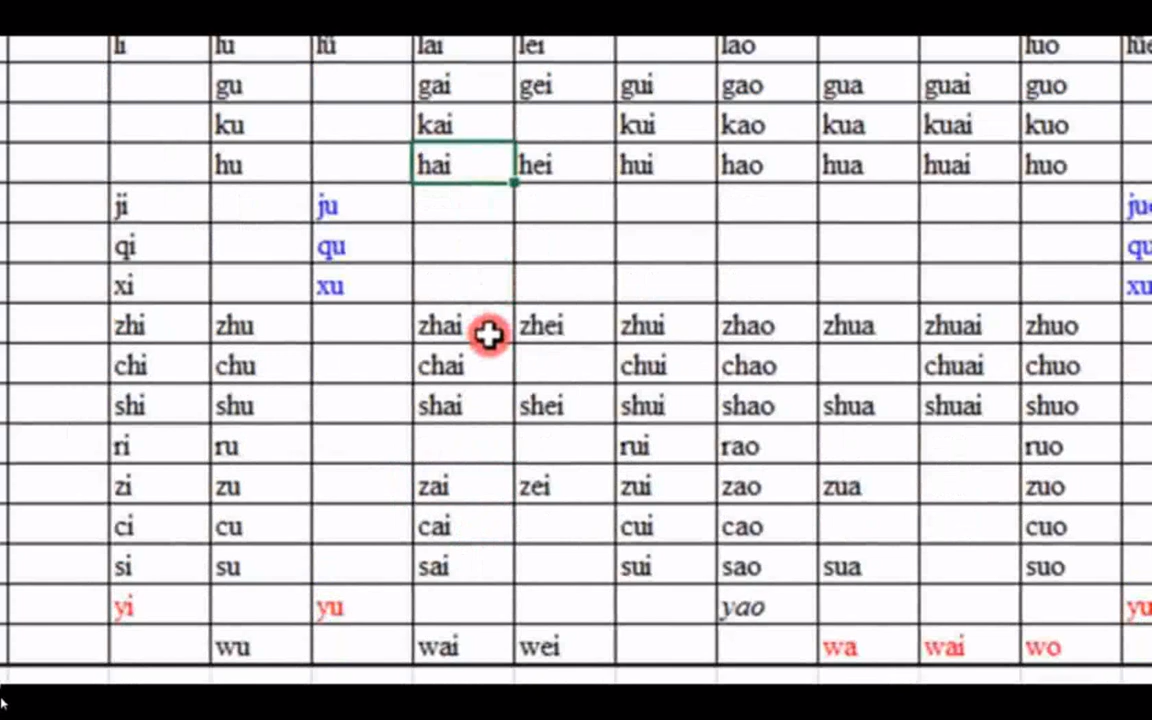 li lu lü lai lei lao luo lüe
gu gai gei gui gao gua guai guo
ku kai kui kao kua kuai kuo
hu hai hei hui hao hua huai huo
ji ju
qi qu
xi xu
zhi zhu zhai zhei zhui zhao zhua zhuai zhuo
chi chu chai chui chao chuai chuo
shi shu shai shei shui shao shua shuai shuo
ri ru rui rao ruo
zi zu zai zei zui zao zua zuo
ci cu cai cui cao cuo
si su sai sui sao sua suo
yi yu yao
wu wai wei wa wai wo